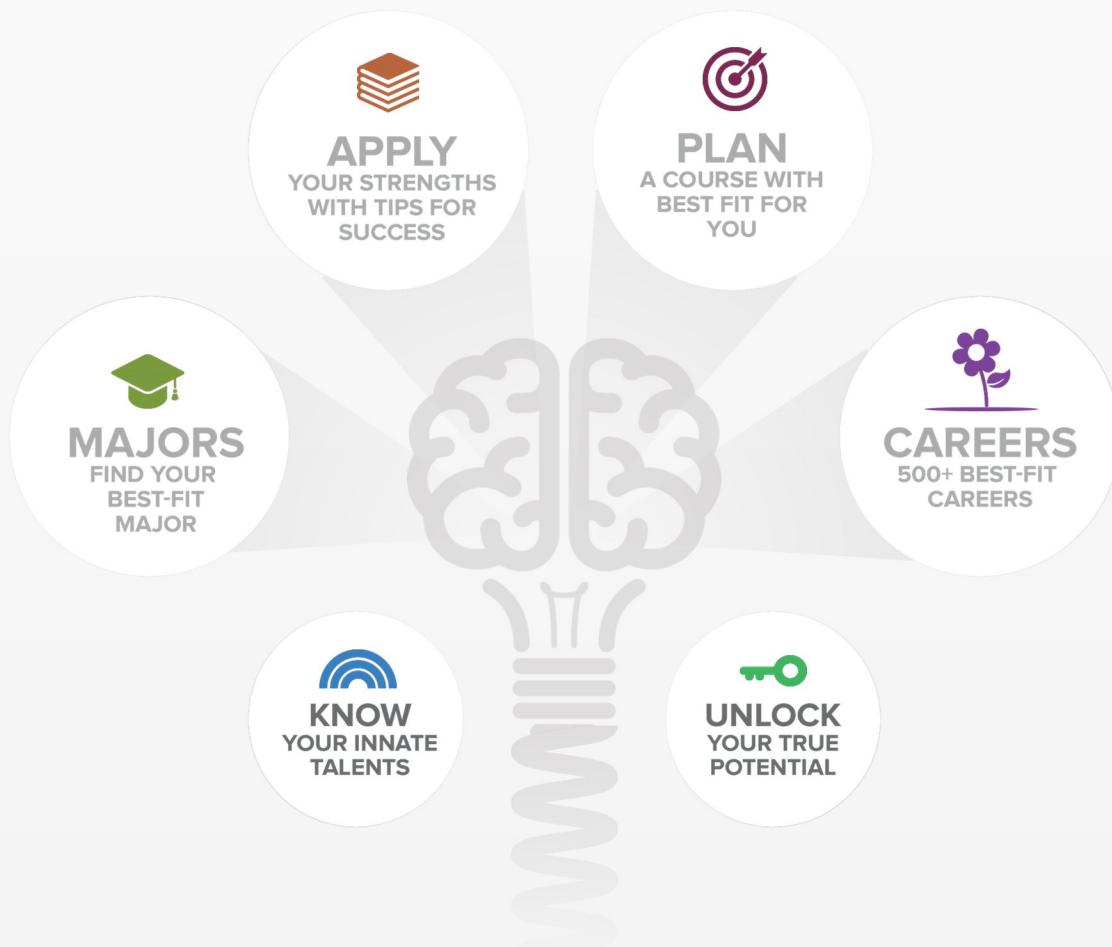 APPLY
YOUR STRENGTHS
WITH TIPS FOR
SUCCESS
PLAN
A COURSE WITH
BEST FIT FOR
YOU
MAJORS
FIND YOUR
BEST-FIT
MAJOR
CAREERS
500+ BEST-FIT
CAREERS
KNOW
YOUR INNATE
TALENTS
UNLOCK
YOUR TRUE
POTENTIAL